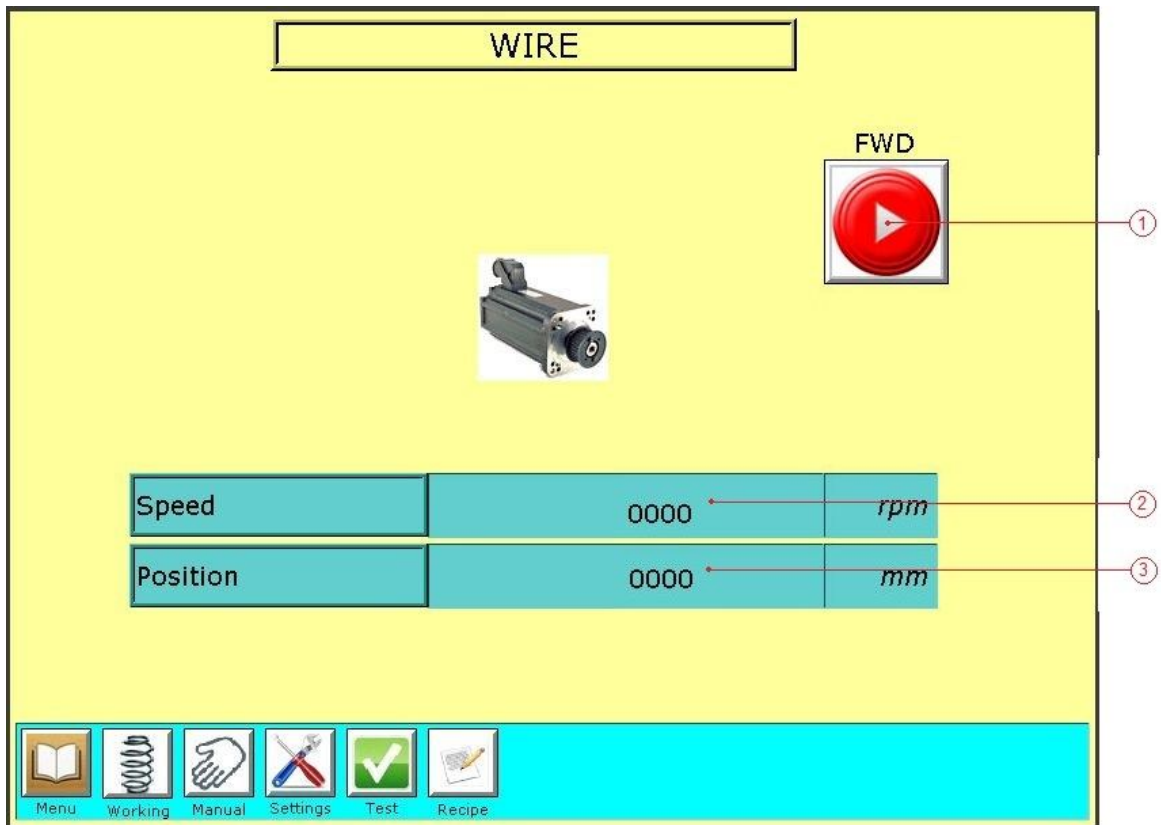 WIRE
FWD
1
Speed 0000 rpm
2
Position 0000 mm
3
Menu Working Manual Settings Test Recipe